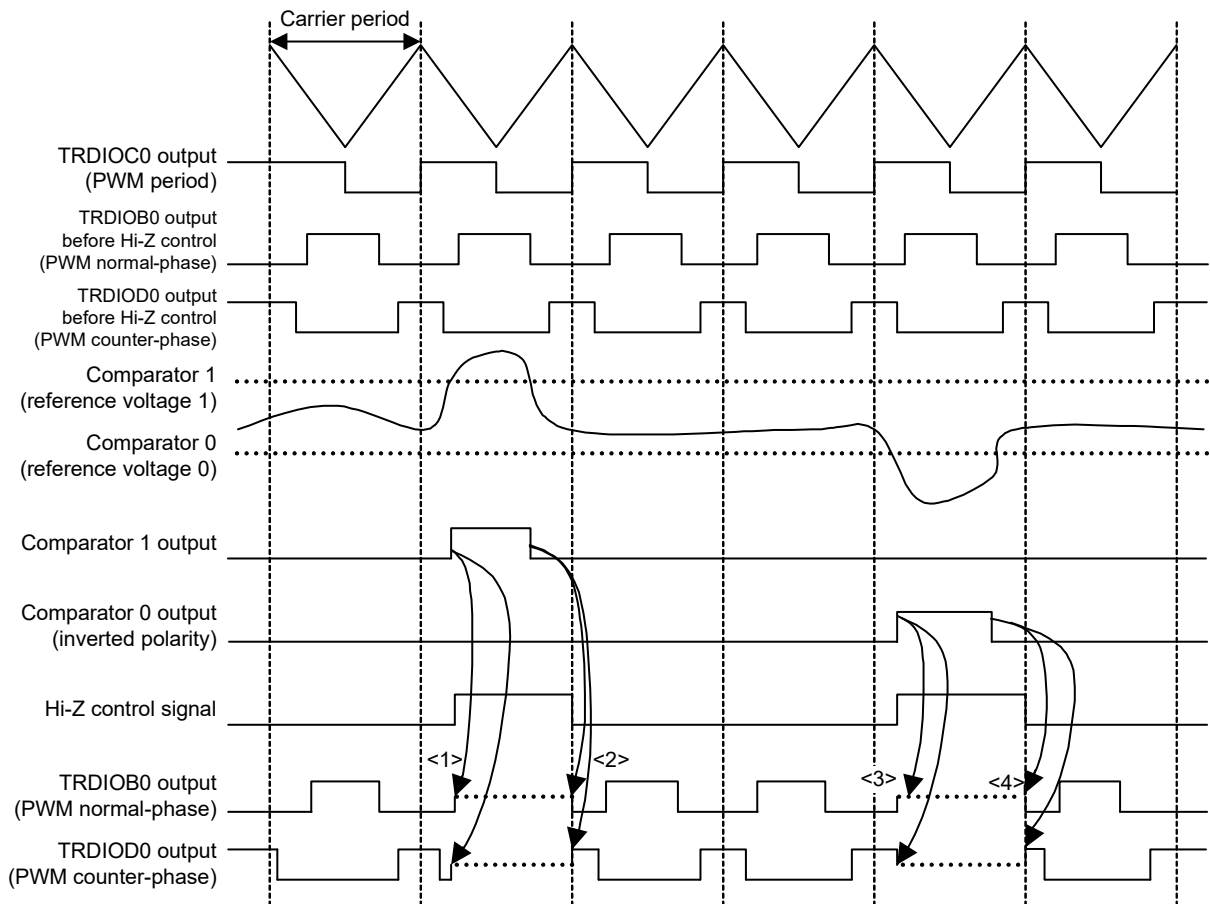 Carrier period
TRDIOC0 output
(PWM period)
TRDIOB0 output
before Hi-Z control
(PWM normal-phase)
TRDIOD0 output
before Hi-Z control
(PWM counter-phase)
Comparator 1
(reference voltage 1)
Comparator 0
(reference voltage 0)
Comparator 1 output
Comparator 0 output
(inverted polarity)
Hi-Z control signal
<1>
<2>
<3>
<4>
TRDIOB0 output
(PWM normal-phase)
TRDIOD0 output
(PWM counter-phase)